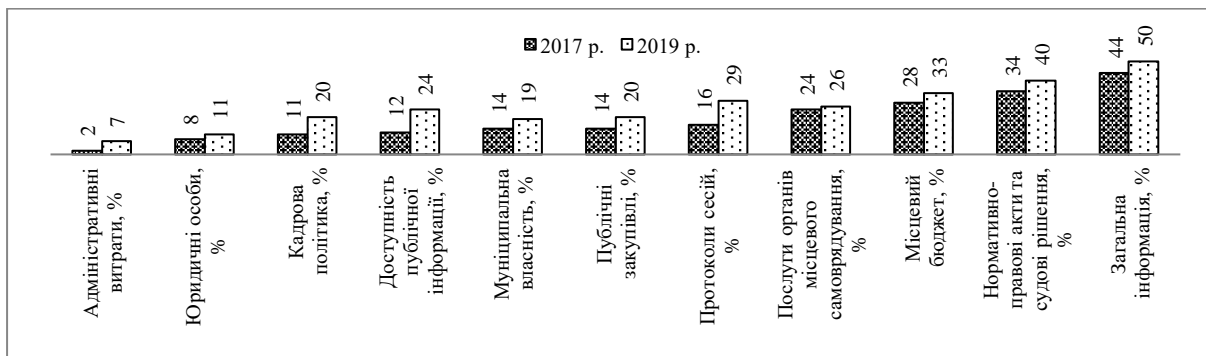 2017 р. 2019 р.
2 7 8 11 11 20 12 24 14 19 14 20 16 29 24 26 28 33 34 40 44 50
Адміністративні
витрати, %
Юридичні особи,
%
Кадрова
політика, %
Доступність
публічної
інформації, %
Муніципальна
власність, %
Публічні
закупівлі, %
Протоколи сесій,
%
Послуги органів
місцевого
самоврядування, %
Місцевий
бюджет, %
Нормативно-
правові акти та
судові рішення,
%
Загальна
інформація, %